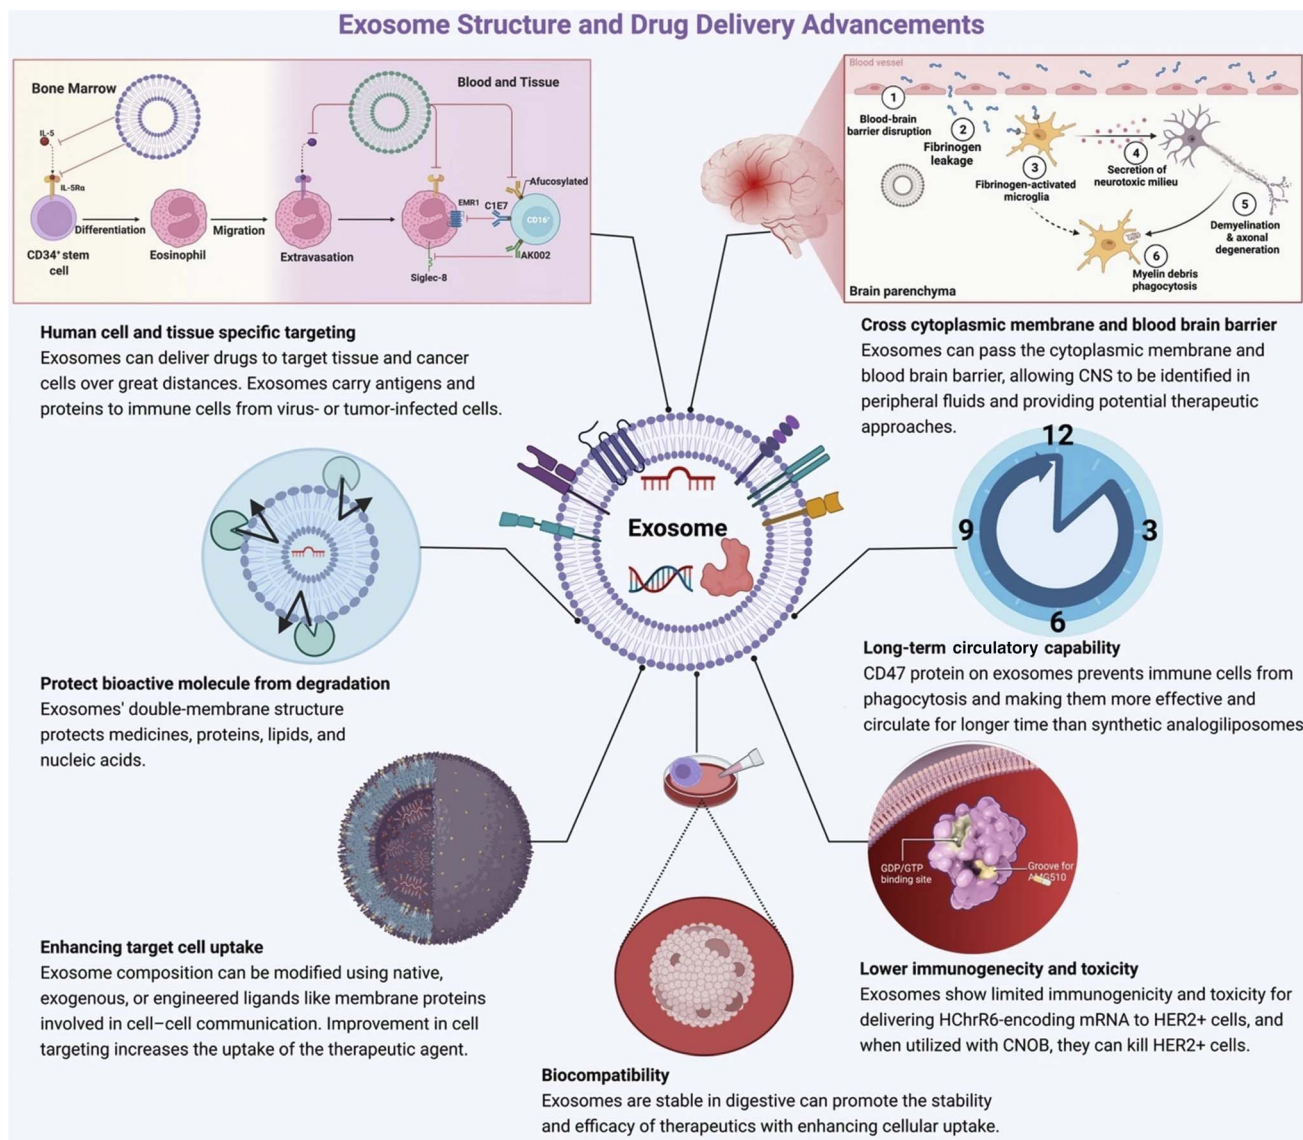 Exosome Structure and Drug Delivery Advancements
Bone Marrow
Blood and Tissue
IL-5
IL-5Rα
CD34⁺ stem
cell
Differentiation
Eosinophil
Migration
Extravasation
EMR1
C1E7
Afucosylated
CD16⁺
AK002
Siglec-8
Blood vessel
1
Blood-brain
barrier disruption
2
Fibrinogen
leakage
3
Fibrinogen-activated
microglia
4
Secretion of
neurotoxic milieu
5
Demyelination
& axonal
degeneration
6
Myelin debris
phagocytosis
Brain parenchyma
Human cell and tissue specific targeting
Exosomes can deliver drugs to target tissue and cancer
cells over great distances. Exosomes carry antigens and
proteins to immune cells from virus- or tumor-infected cells.
Cross cytoplasmic membrane and blood brain barrier
Exosomes can pass the cytoplasmic membrane and
blood brain barrier, allowing CNS to be identified in
peripheral fluids and providing potential therapeutic
approaches.
Exosome
12
9
3
6
Protect bioactive molecule from degradation
Exosomes' double-membrane structure
protects medicines, proteins, lipids, and
nucleic acids.
Long-term circulatory capability
CD47 protein on exosomes prevents immune cells from
phagocytosis and making them more effective and
circulate for longer time than synthetic analogiliposomes
GDP/GTP
binding site
Groove for
AMG510
Enhancing target cell uptake
Exosome composition can be modified using native,
exogenous, or engineered ligands like membrane proteins
involved in cell–cell communication. Improvement in cell
targeting increases the uptake of the therapeutic agent.
Lower immunogenecity and toxicity
Exosomes show limited immunogenicity and toxicity for
delivering HChrR6-encoding mRNA to HER2+ cells, and
when utilized with CNOB, they can kill HER2+ cells.
Biocompatibility
Exosomes are stable in digestive can promote the stability
and efficacy of therapeutics with enhancing cellular uptake.